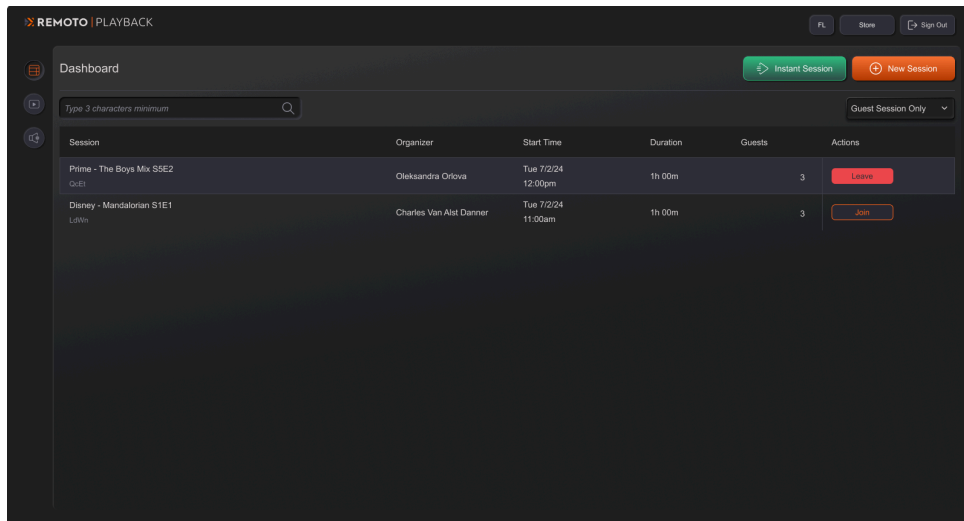 REMOTO | PLAYBACK
FL
Store
Sign Out
Dashboard
Instant Session
New Session
Type 3 characters minimum
Guest Session Only
Session Organizer Start Time Duration Guests Actions
Prime - The Boys Mix S5E2
QcEI
Oleksandra Orlova
Tue 7/2/24
12:00pm
1h 00m
3
Leave
Disney - Mandalorian S1E1
LdWn
Charles Van Alst Danner
Tue 7/2/24
11:00am
1h 00m
3
Join